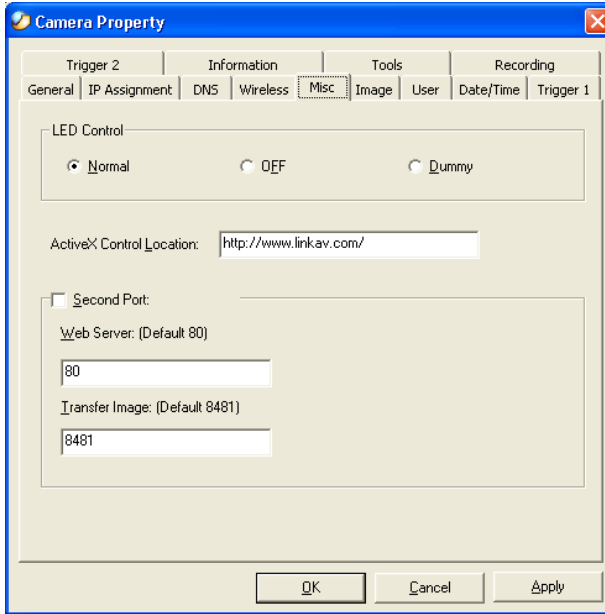 Camera Property
Trigger 2 Information Tools Recording
General IP Assignment DNS Wireless Misc Image User Date/Time Trigger 1
LED Control
Normal OFF Dummy
ActiveX Control Location: http://www.linkav.com/
Second Port:
Web Server: (Default 80)
80
Transfer Image: (Default 8481)
8481
OK Cancel Apply